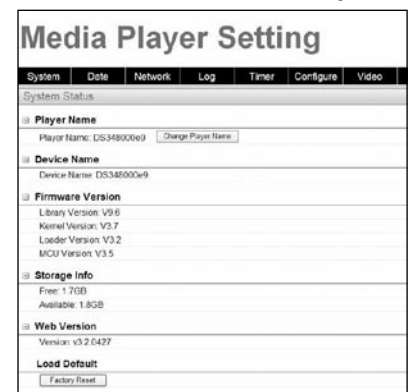 Media Player Setting
System Date Network Log Timer Configure Video
System Status
Player Name
Player Name: DS348000e9 Change Player Name
Device Name
Device Name: DS348000e9
Firmware Version
Library Version: V9.6
Kernel Version: V3.7
Loader Version: V3.2
MCU Version: V3.5
Storage Info
Free: 1.7GB
Available: 1.8GB
Web Version
Version: v3.2.0427
Load Default
Factory Reset